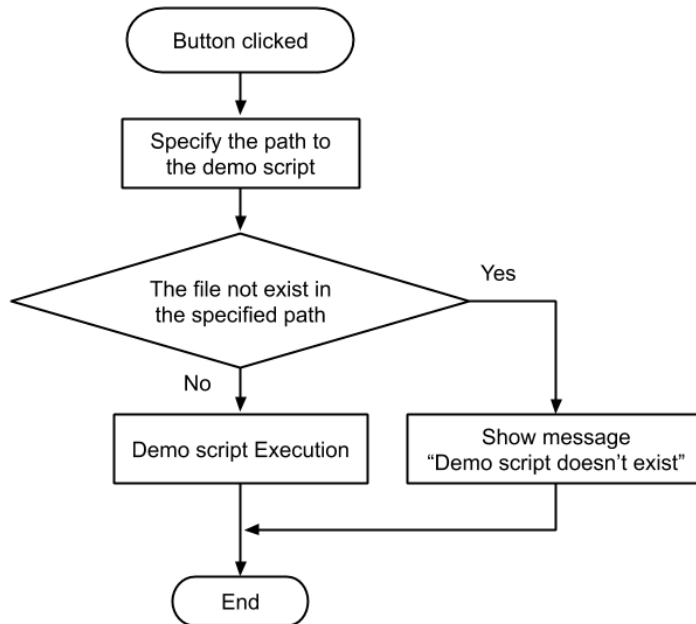 Button clicked
Specify the path to
the demo script
The file not exist in
the specified path
Yes
No
Demo script Execution
Show message
“Demo script doesn’t exist”
End